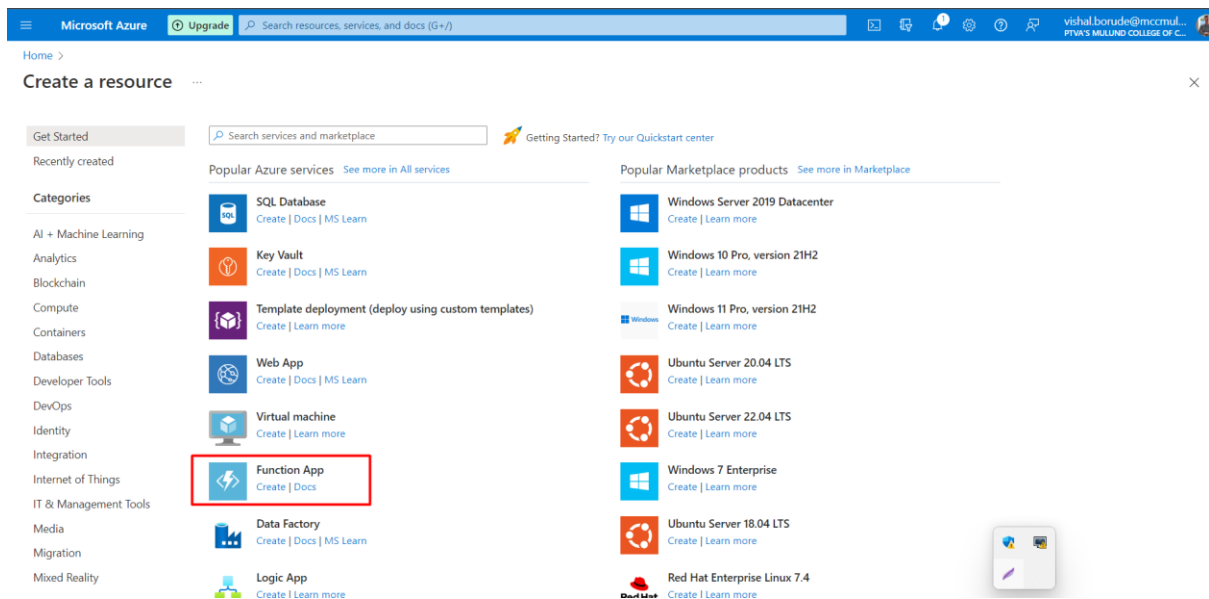 Microsoft Azure
Upgrade
Search resources, services, and docs (G+/)
1
vishal.borude@mccmul...
PTVA'S MULUND COLLEGE OF C...
Home >
Create a resource ...
Get Started
Recently created
Categories
AI + Machine Learning
Analytics
Blockchain
Compute
Containers
Databases
Developer Tools
DevOps
Identity
Integration
Internet of Things
IT & Management Tools
Media
Migration
Mixed Reality
Search services and marketplace
Getting Started? Try our Quickstart center
Popular Azure services See more in All services
SQL
SQL Database
Create | Docs | MS Learn
Key Vault
Create | Docs | MS Learn
Template deployment (deploy using custom templates)
Create | Learn more
Web App
Create | Docs | MS Learn
Virtual machine
Create | Learn more
Function App
Create | Docs
Data Factory
Create | Docs | MS Learn
Logic App
Create | Learn more
Popular Marketplace products See more in Marketplace
Windows Server 2019 Datacenter
Create | Learn more
Windows 10 Pro, version 21H2
Create | Learn more
Windows
Windows 11 Pro, version 21H2
Create | Learn more
Ubuntu Server 20.04 LTS
Create | Learn more
Ubuntu Server 22.04 LTS
Create | Learn more
Windows 7 Enterprise
Create | Learn more
Ubuntu Server 18.04 LTS
Create | Learn more
Red Hat
Red Hat Enterprise Linux 7.4
Create | Learn more